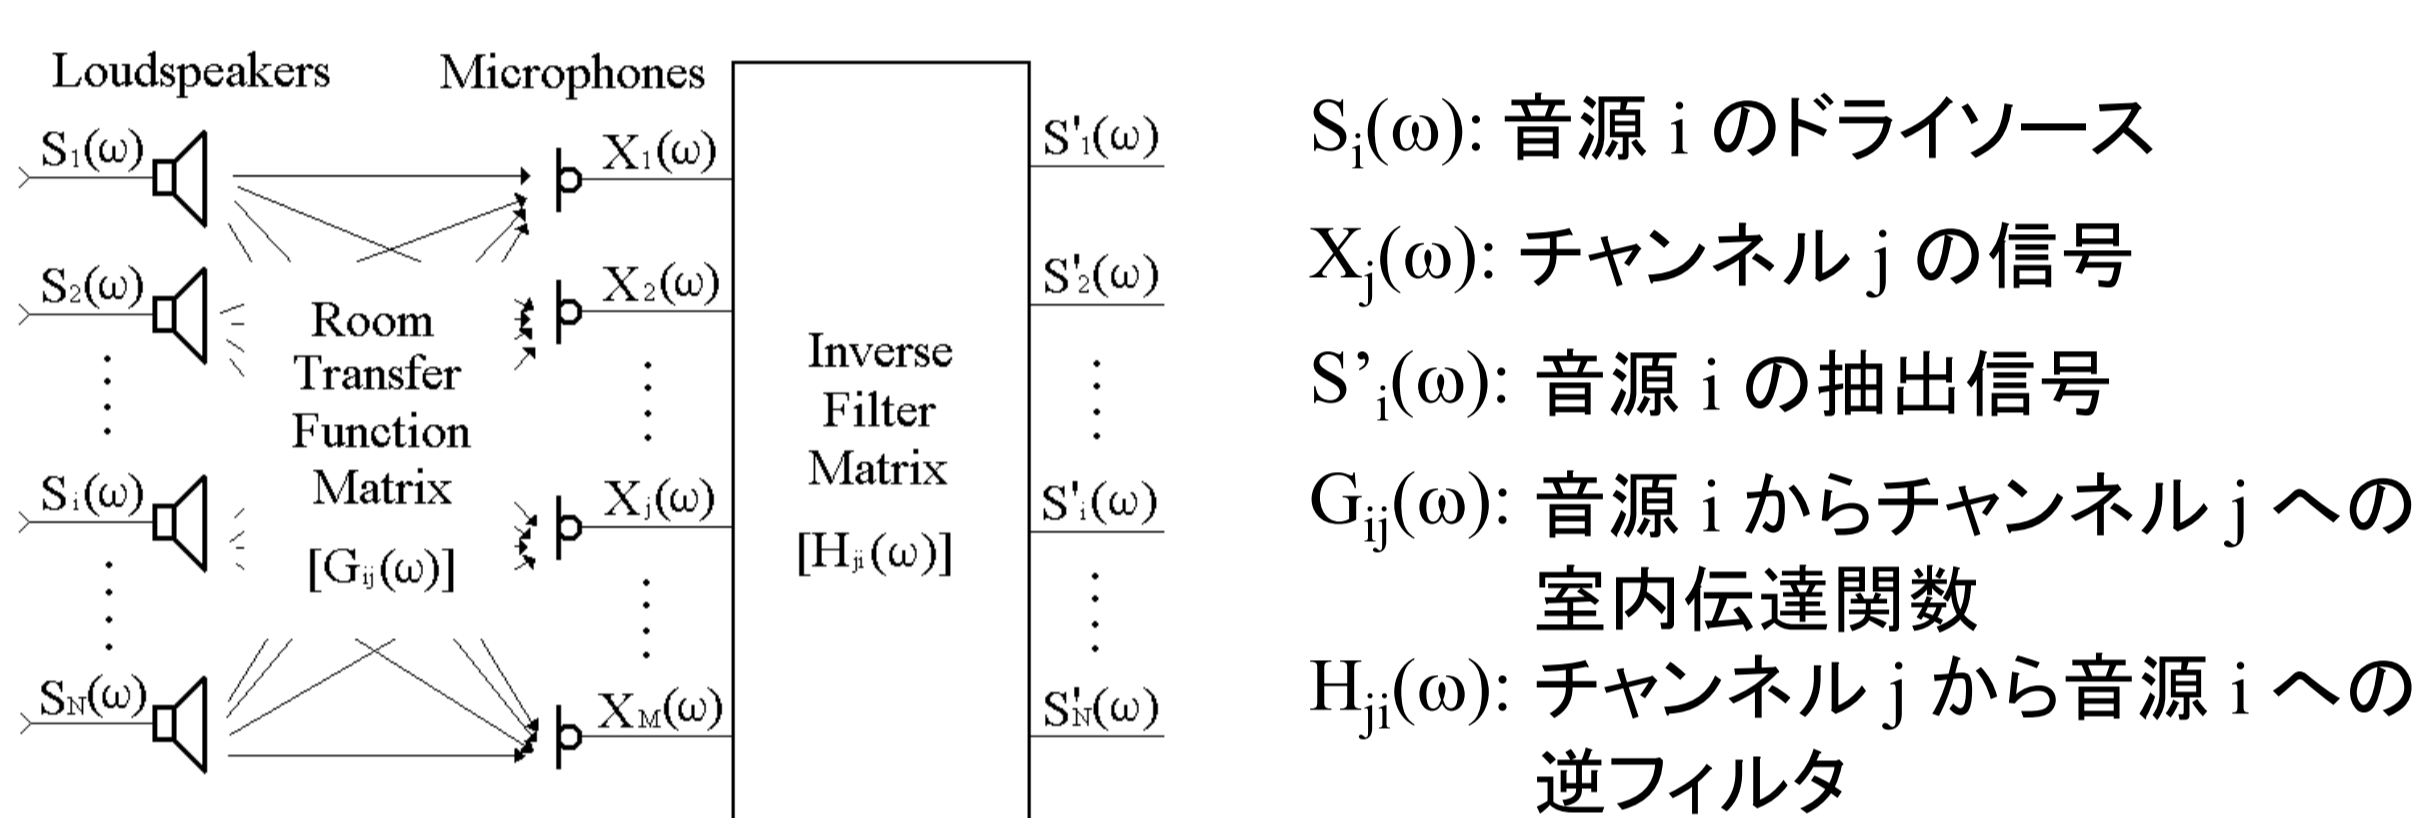 Loudspeakers
Microphones
S₁(ω)
X₁(ω)
S'₁(ω)
S₂(ω)
X₂(ω)
S'₂(ω)
Room
Transfer
Function
Matrix
[Gᵢⱼ(ω)]
Inverse
Filter
Matrix
[Hⱼᵢ(ω)]
Sᵢ(ω)
Xⱼ(ω)
S'ᵢ(ω)
S_N(ω)
X_M(ω)
S'_N(ω)
Sᵢ(ω): 音源 i のドライソース
Xⱼ(ω): チャンネル j の信号
S’ᵢ(ω): 音源 i の抽出信号
Gᵢⱼ(ω): 音源 i からチャンネル j への
室内伝達関数
Hⱼᵢ(ω): チャンネル j から音源 i への
逆フィルタ